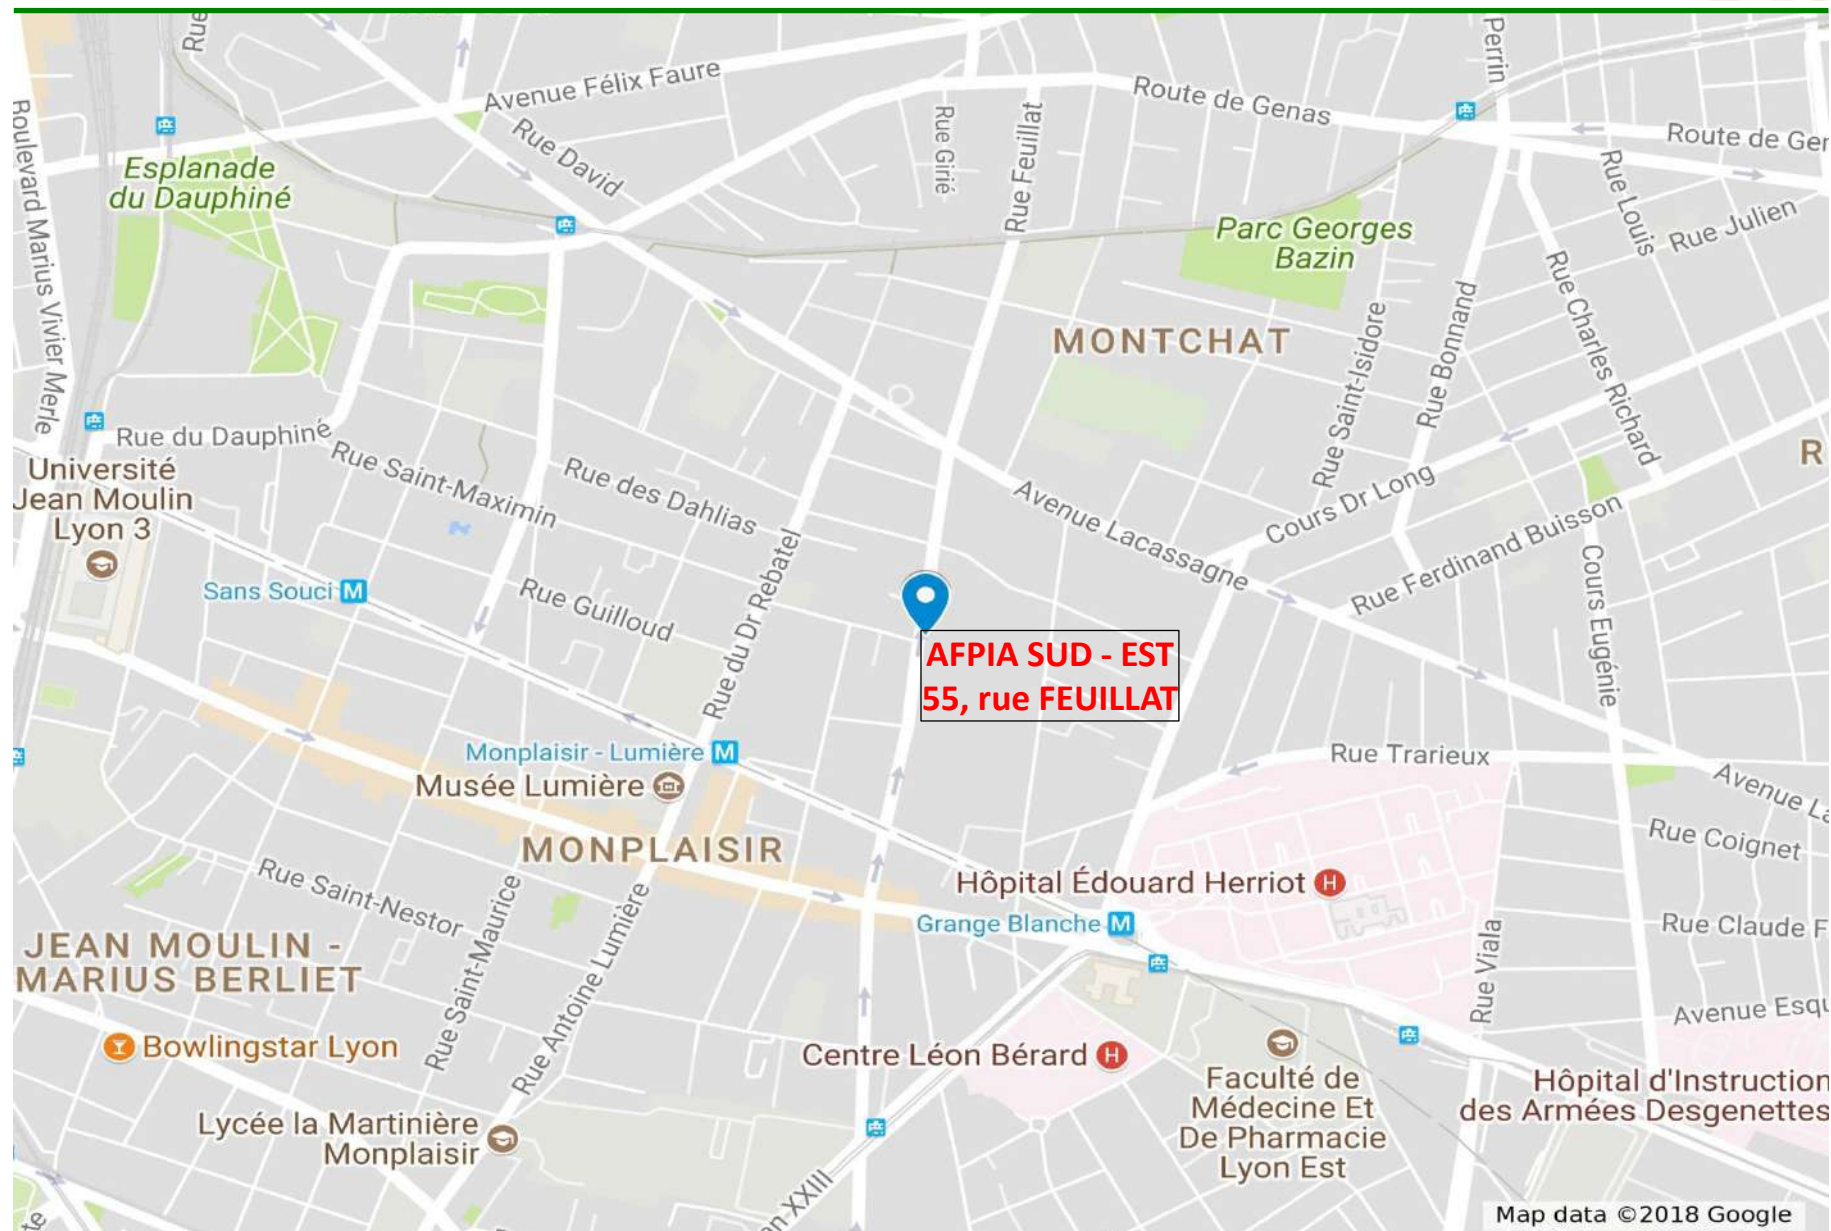 Rue
Perrin
Avenue Félix Faure
Route de Genas
Route de Ger
Boulevard Marius Vivier Merle
Rue David
Rue Girié
Rue Feuillat
Esplanade
du Dauphiné
Rue Louis
Rue Julien
Parc Georges
Bazin
MONTCHAT
Rue Saint-Isidore
Rue Bonnand
Rue Charles Richard
Rue du Dauphiné
Rue Saint-Maximin
Rue des Dahlias
R
Université
Jean Moulin
Lyon 3
Avenue Lacassagne
Cours Dr Long
Rue Ferdinand Buisson
Cours Eugénie
Sans Souci M
Rue Guilloud
Rue du Dr Rebatel
AFPIA SUD - EST
55, rue FEUILLAT
Monplaisir - Lumière M
Musée Lumière
Rue Trarieux
Avenue La
Rue Coignet
MONPLAISIR
Rue Saint-Nestor
Rue Saint-Maurice
Rue Antoine Lumière
Hôpital Édouard Herriot H
Grange Blanche M
Rue Claude F
Rue Viala
JEAN MOULIN -
MARIUS BERLIET
Avenue Esqu
Bowlingstar Lyon
Centre Léon Bérard H
Faculté de
Médecine Et
De Pharmacie
Lyon Est
Hôpital d'Instruction
des Armées Desgenettes
Lycée la Martinière
Monplaisir
XXIII
Map data ©2018 Google